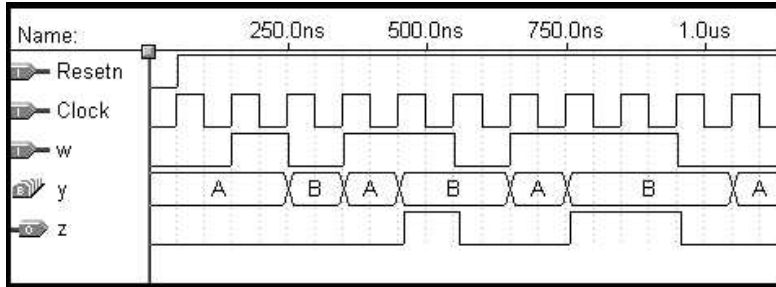 Name: 250.0ns 500.0ns 750.0ns 1.0us
Resetn
Clock
w
y A B A B A B A
z